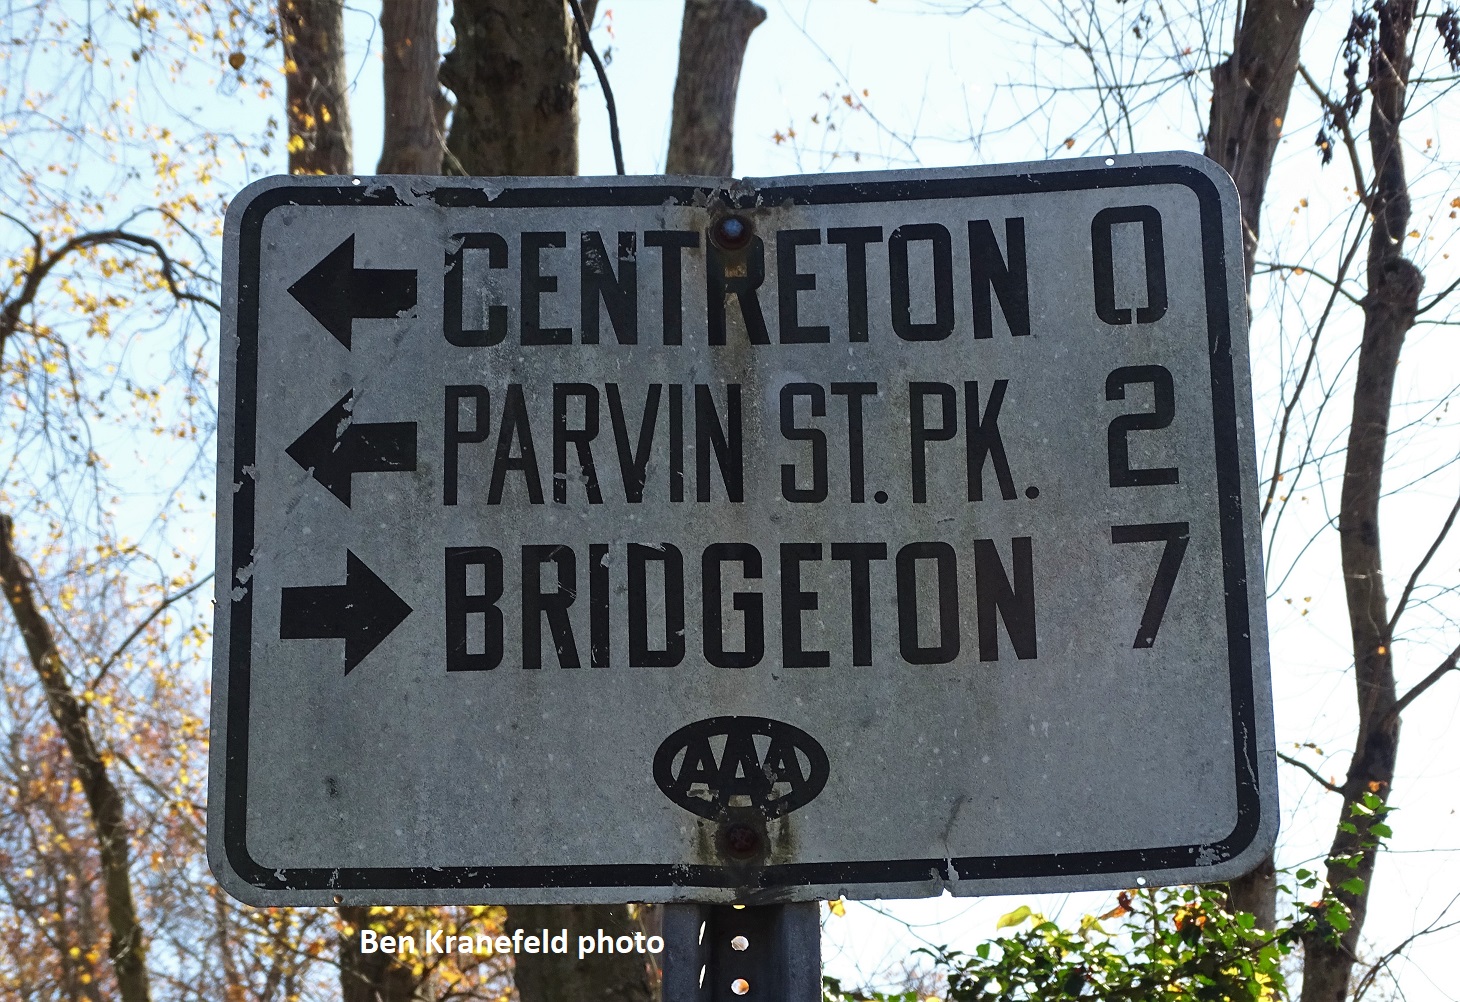 CENTRETON 0
PARVIN ST. PK. 2
BRIDGETON 7
AAA
Ben Kranefeld photo